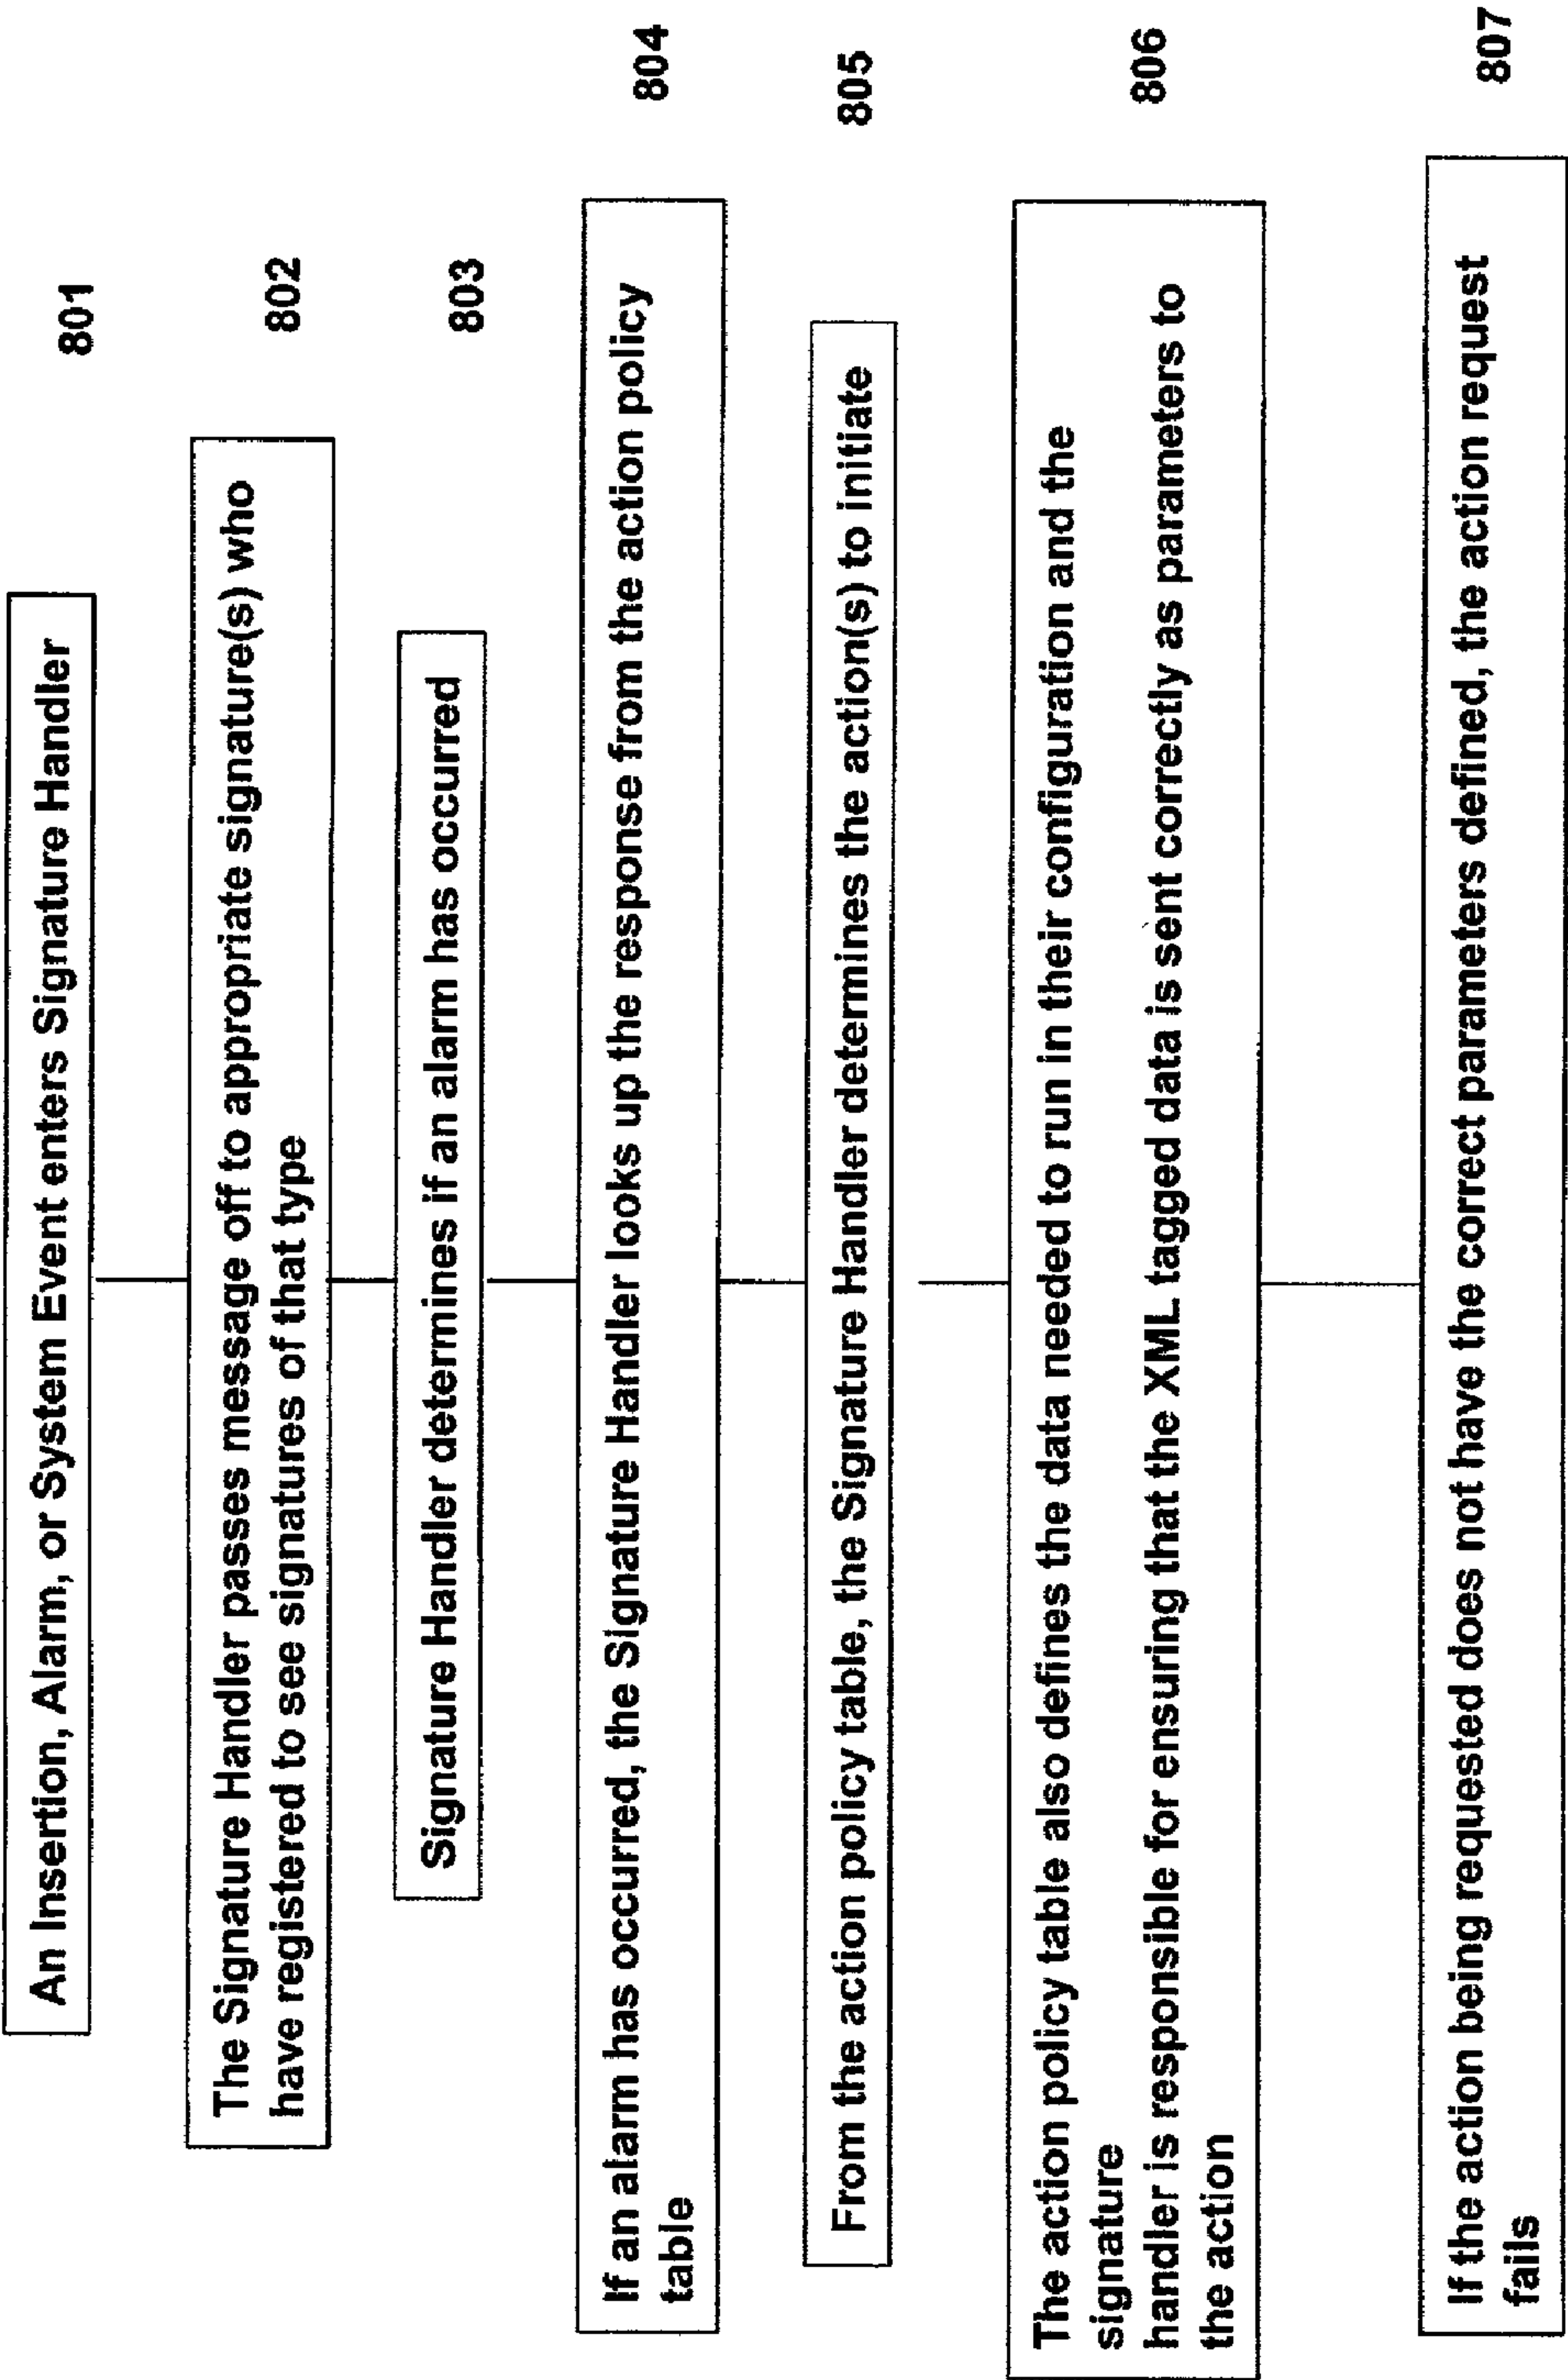 801
An Insertion, Alarm, or System Event enters Signature Handler
802
The Signature Handler passes message off to appropriate signature(s) who
have registered to see signatures of that type
803
Signature Handler determines if an alarm has occurred
804
If an alarm has occurred, the Signature Handler looks up the response from the action policy
table
805
From the action policy table, the Signature Handler determines the action(s) to initiate
806
The action policy table also defines the data needed to run in their configuration and the
signature
handler is responsible for ensuring that the XML tagged data is sent correctly as parameters to
the action
807
If the action being requested does not have the correct parameters defined, the action request
fails